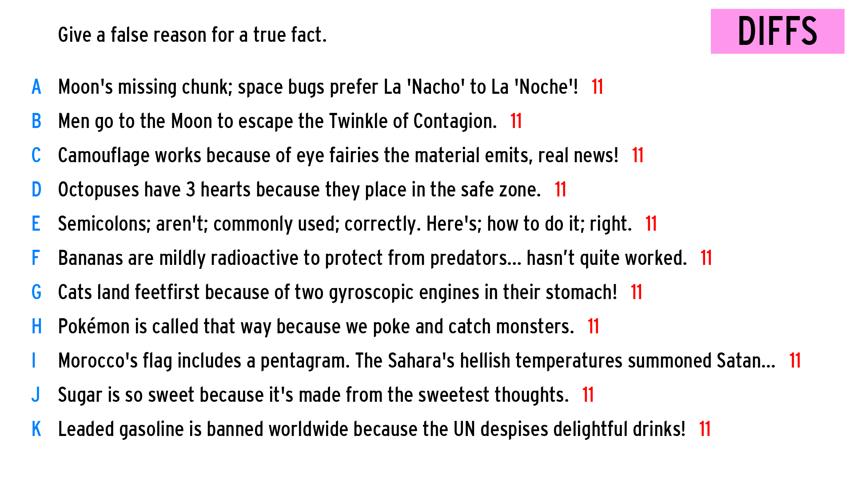 Give a false reason for a true fact.
DIFFS
A Moon's missing chunk; space bugs prefer La 'Nacho' to La 'Noche'! 11
B Men go to the Moon to escape the Twinkle of Contagion. 11
C Camouflage works because of eye fairies the material emits, real news! 11
D Octopuses have 3 hearts because they place in the safe zone. 11
E Semicolons; aren't; commonly used; correctly. Here's; how to do it; right. 11
F Bananas are mildly radioactive to protect from predators... hasn’t quite worked. 11
G Cats land feetfirst because of two gyroscopic engines in their stomach! 11
H Pokémon is called that way because we poke and catch monsters. 11
I Morocco's flag includes a pentagram. The Sahara's hellish temperatures summoned Satan... 11
J Sugar is so sweet because it's made from the sweetest thoughts. 11
K Leaded gasoline is banned worldwide because the UN despises delightful drinks! 11